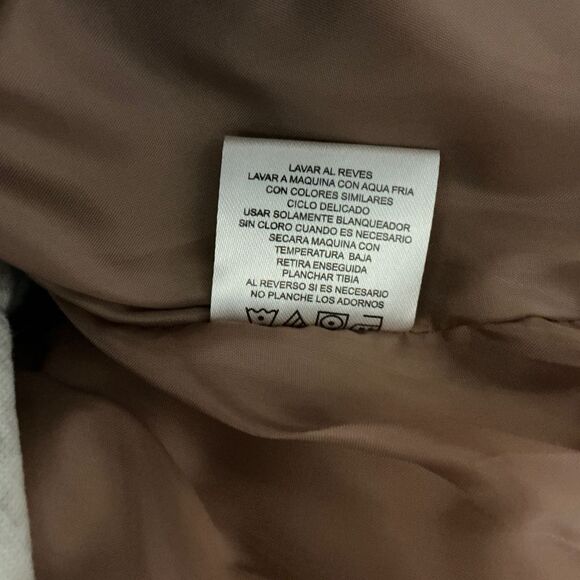 LAVAR AL REVES
LAVAR A MAQUINA CON AQUA FRIA
CON COLORES SIMILARES
CICLO DELICADO
USAR SOLAMENTE BLANQUEADOR
SIN CLORO CUANDO ES NECESARIO
SECARA MAQUINA CON
TEMPERATURA BAJA
RETIRA ENSEGUIDA
PLANCHAR TIBIA
AL REVERSO SI ES NECESARIO
NO PLANCHE LOS ADORNOS